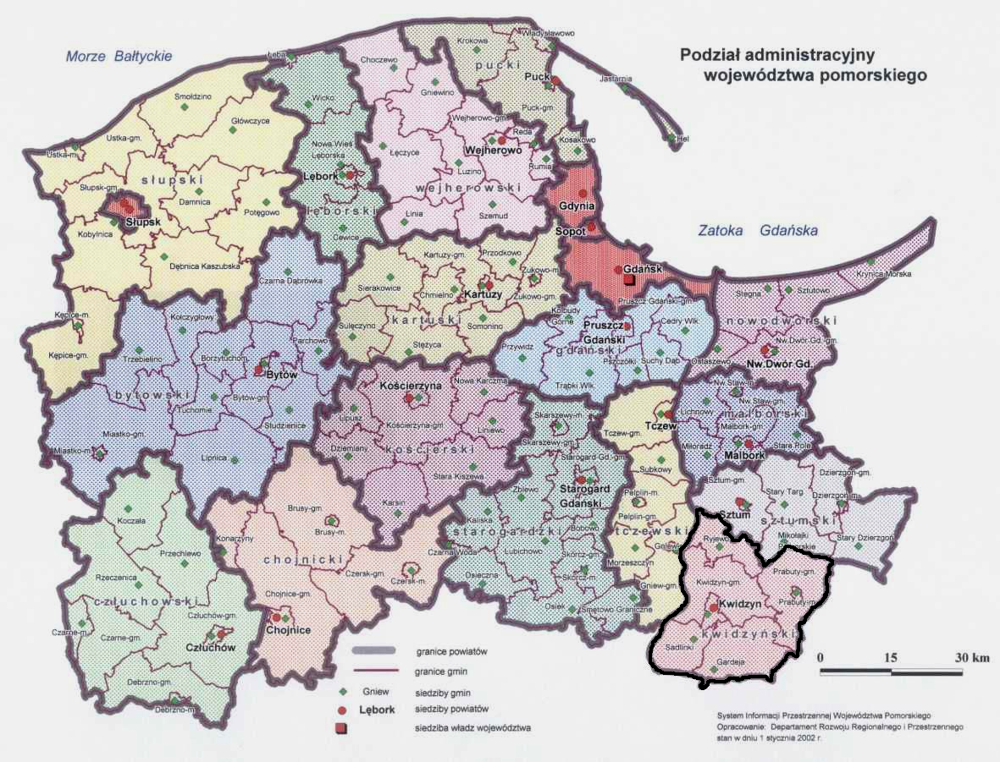 Podział administracyjny
województwa pomorskiego
Morze Bałtyckie
Zatoka Gdańska
Krokowa
Władysławowo
pucki
Puck
Puck-gm.
Jastarnia
Hel
Kosakowo
Łeba
Choczewo
Gniewino
Wejherowo-gm.
Reda
Wejherowo
Rumia
Łęczyce
Luzino
wejherowski
Linia
Szemud
Wicko
Nowa Wieś
Lęborska
Lębork
lęborski
Cewice
Smołdzino
Główczyce
Ustka-gm.
Ustka-m.
Słupsk-gm.
słupski
Damnica
Słupsk
Kobylnica
Potęgowo
Dębnica Kaszubska
Kępice-m.
Kępice-gm.
Gdynia
Sopot
Gdańsk
Kartuzy-gm.
Przodkowo
Żukowo-m.
Sierakowice
Chmielno
Kartuzy
Żukowo-gm.
kartuski
Sulęczyno
Somonino
Stężyca
Pruszcz Gdański-gm.
Kolbudy
Górne
Pruszcz
Gdański
Cedry Wlk.
gdański
Przywidz
Pszczółki
Suchy Dąb
Trąbki Wlk.
Krynica Morska
Stegna
Sztutowo
nowodworski
Nw.Dwór Gd.-gm.
Ostaszewo
Nw.Dwór Gd.
Czarna Dąbrówka
Kołczygłowy
Parchowo
Trzebielino
Borzytuchom
Bytów
bytowski
Bytów-gm.
Tuchomie
Studzienice
Miastko-gm.
Miastko-m.
Lipnica
Kościerzyna
Nowa Karczma
Lipusz
Kościerzyna-gm.
Liniewo
Dziemiany
kościerski
Stara Kiszewa
Karsin
Skarszewy-m.
Skarszewy-gm.
Starogard Gd.-gm.
Starogard
Gdański
Zblewo
Kaliska
Bobowo
starogardzki
Czarna Woda
Lubichowo
Skórcz-gm.
Skórcz-m.
Osieczna
Osiek
Smętowo Graniczne
Tczew
Tczew-gm.
Subkowy
Pelplin-m.
Pelplin-gm.
tczewski
Morzeszczyn
Gniew-gm.
Nw.Staw-m.
Nw.Staw-gm.
Lichnowy
malborski
Malbork-gm.
Miłoradz
Stare Pole
Malbork
Sztum-gm.
Dzierzgoń-gm.
Stary Targ
Dzierzgoń-m.
Sztum
sztumski
Mikołajki
Pomorskie
Stary Dzierzgoń
Ryjewo
Prabuty-gm.
Kwidzyn-gm.
Prabuty-m.
Kwidzyn
kwidzyński
Sadlinki
Gardeja
Koczała
Przechlewo
Rzeczenica
człuchowski
Człuchów-gm.
Czarne-m.
Czarne-gm.
Człuchów
Debrzno-gm.
Debrzno-m.
Brusy-gm.
Brusy-m.
Konarzyny
chojnicki
Czersk-gm.
Czersk-m.
Chojnice-gm.
Chojnice
granice powiatów
granice gmin
Gniew siedziby gmin
Lębork siedziby powiatów
siedziba władz województwa
0 15 30 km
System Informacji Przestrzennej Województwa Pomorskiego
Opracowanie: Departament Rozwoju Regionalnego i Przestrzennego
stan w dniu 1 stycznia 2002 r.